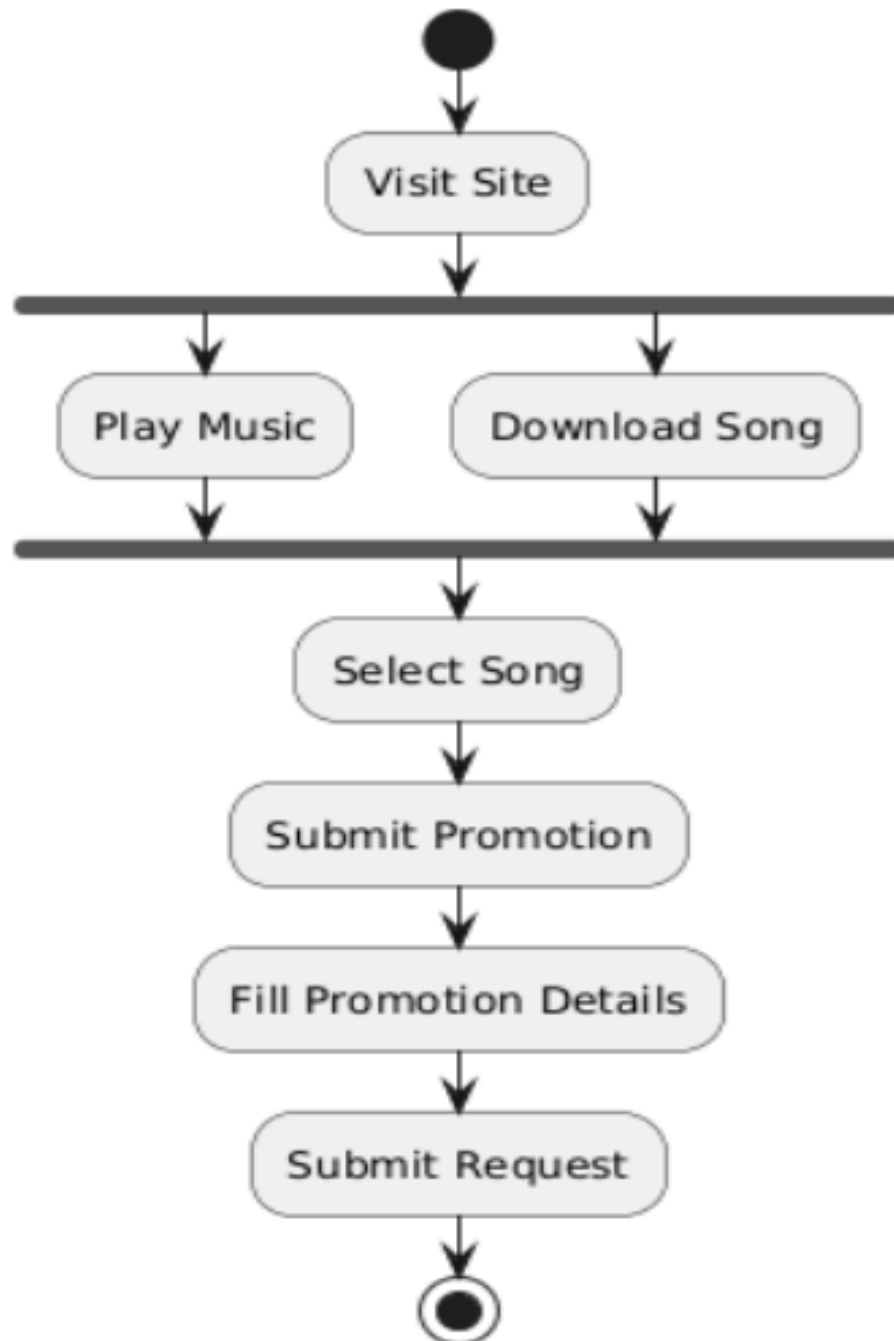 Visit Site
Play Music
Download Song
Select Song
Submit Promotion
Fill Promotion Details
Submit Request